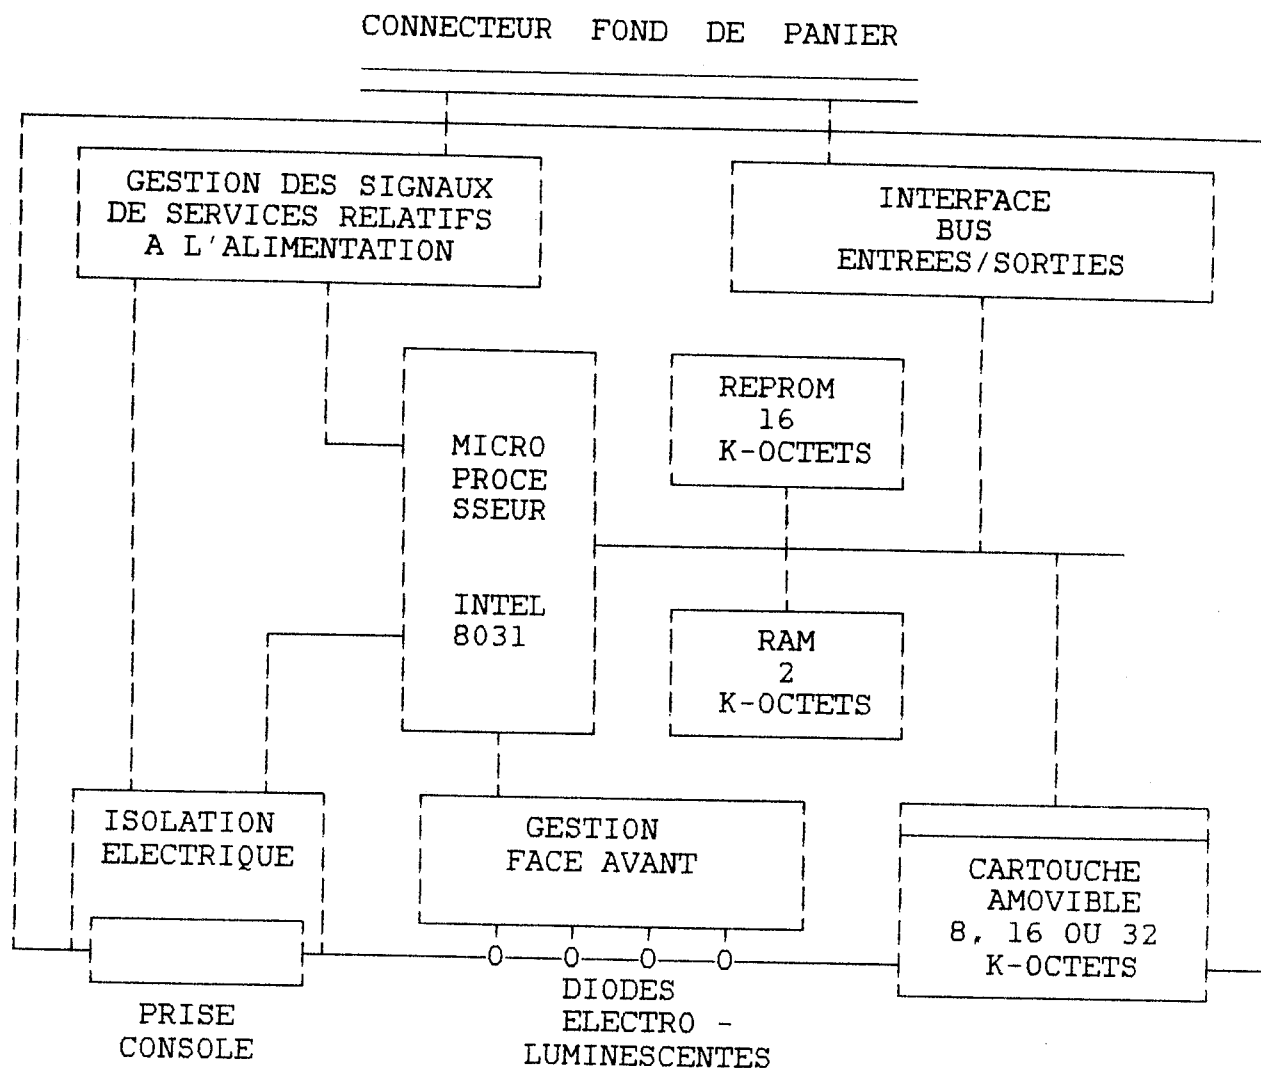 CONNECTEUR FOND DE PANIER
GESTION DES SIGNAUX
DE SERVICES RELATIFS
A L'ALIMENTATION
INTERFACE
BUS
ENTREES/SORTIES
MICRO
PROCE
SSEUR
INTEL
8031
REPROM
16
K-OCTETS
RAM
2
K-OCTETS
ISOLATION
ELECTRIQUE
GESTION
FACE AVANT
CARTOUCHE
AMOVIBLE
8, 16 OU 32
K-OCTETS
PRISE
CONSOLE
DIODES
ELECTRO -
LUMINESCENTES